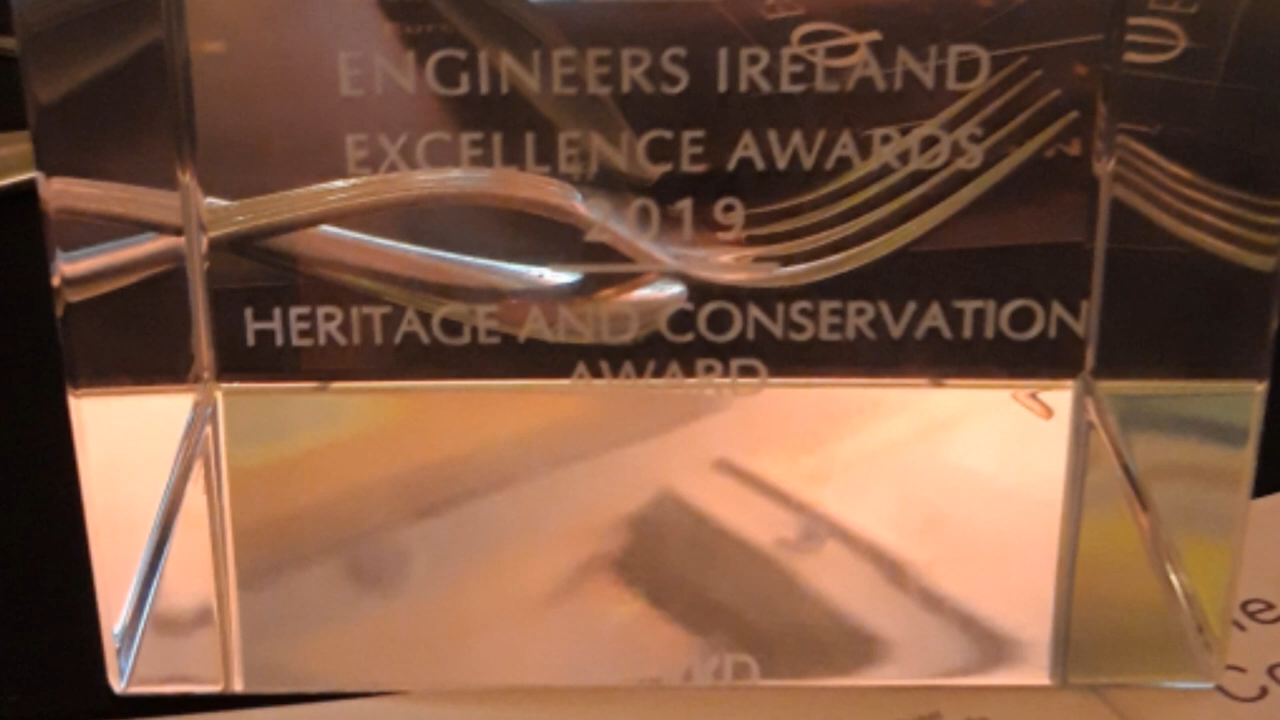 ENGINEERS IRELAND
EXCELLENCE AWARDS
2019
HERITAGE AND CONSERVATION
AWARD